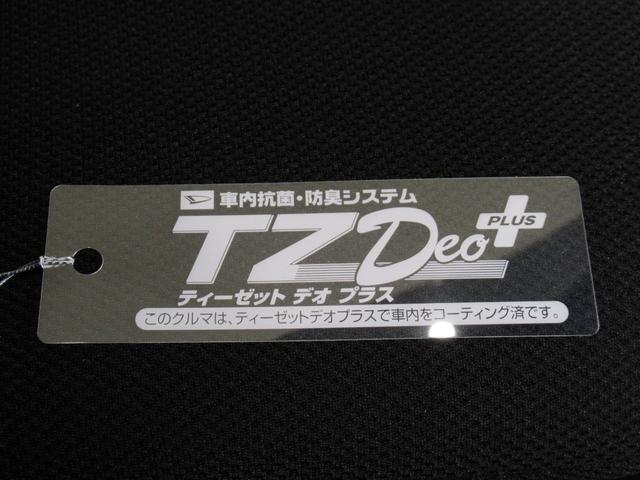 車内抗菌・防臭システム
TZ Deo PLUS
ティーゼット デオ プラス
このクルマは、ティーゼットデオプラスで車内をコーティング済です。